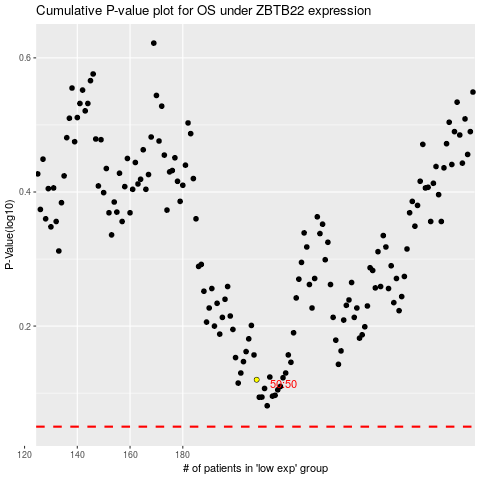 Cumulative P-value plot for OS under ZBTB22 expression
P-Value(log10)
0.6
0.4
0.2
50:50
120 140 160 180
# of patients in 'low exp' group